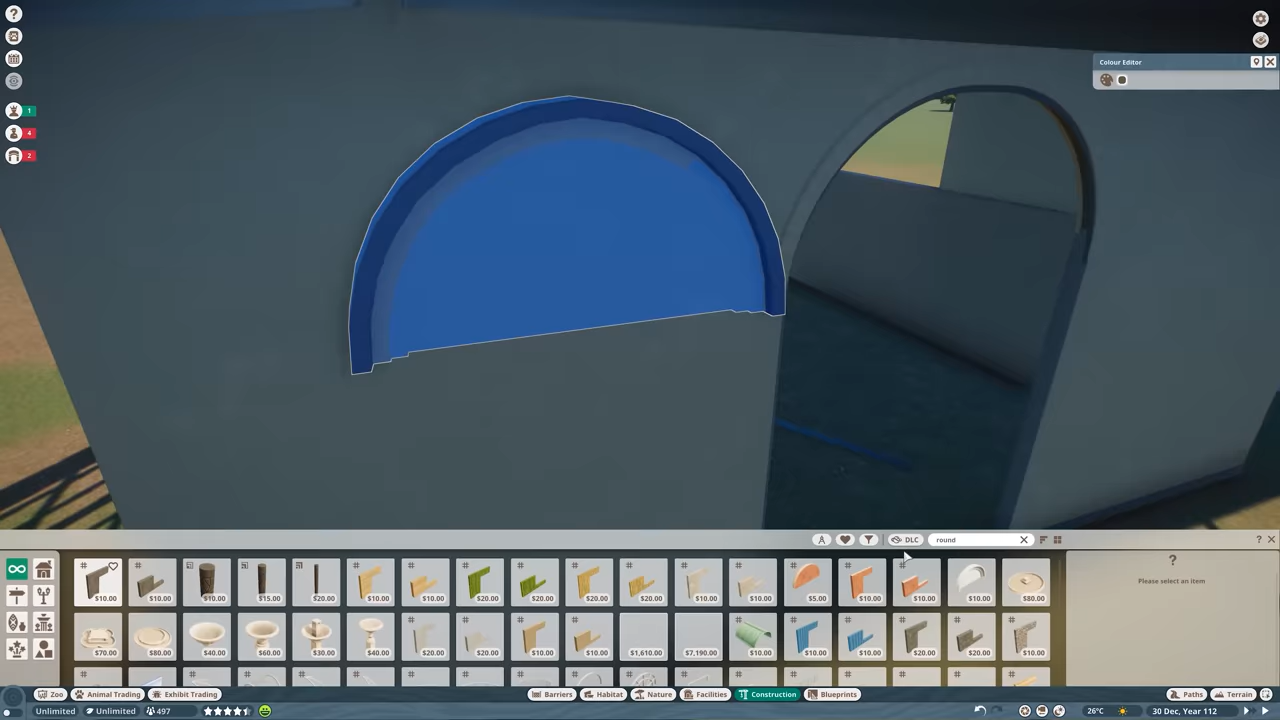 ?
Colour Editor
1
4
2
DLC
round
?
$10.00 $10.00 $10.00 $15.00 $20.00 $10.00 $10.00 $20.00 $20.00 $20.00 $20.00 $10.00 $10.00 $5.00 $10.00 $10.00 $10.00 $80.00
?
Please select an item
$70.00 $80.00 $40.00 $60.00 $30.00 $40.00 $20.00 $20.00 $10.00 $10.00 $1,610.00 $7,190.00 $10.00 $10.00 $10.00 $20.00 $20.00 $10.00
Zoo Animal Trading Exhibit Trading Barriers Habitat Nature Facilities Construction Blueprints Paths Terrain
Unlimited Unlimited 497 26°C 30 Dec, Year 112